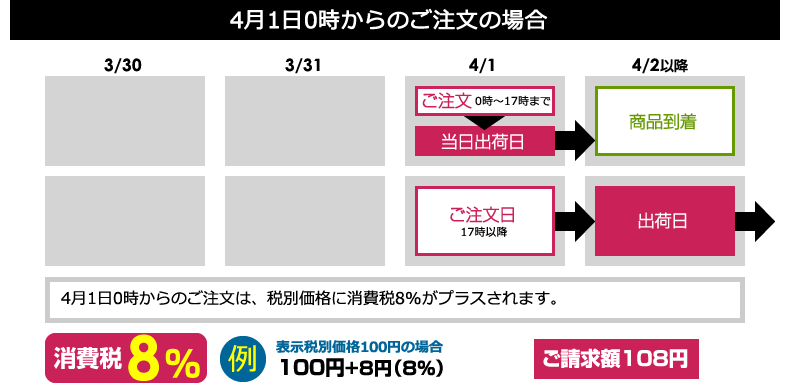 4月1日0時からのご注文の場合
3/30 3/31 4/1 4/2以降
ご注文 0時～17時まで
当日出荷日
商品到着
ご注文日
17時以降
出荷日
4月1日0時からのご注文は、税別価格に消費税8%がプラスされます。
消費税8%
例
表示税別価格100円の場合
100円+8円(8%)
ご請求額108円